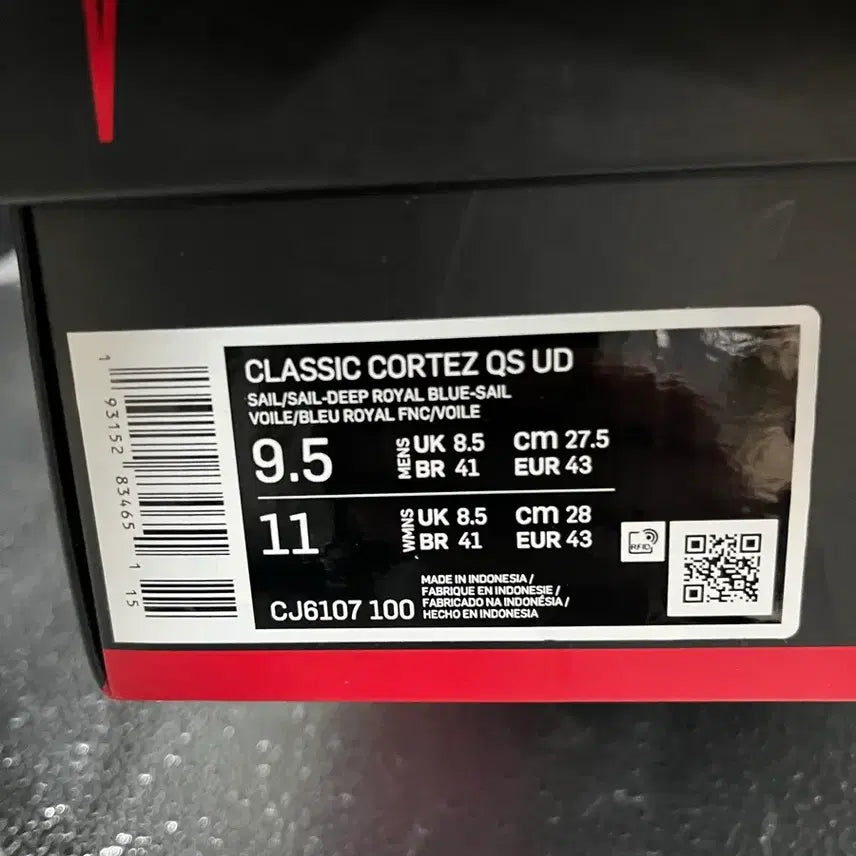 CLASSIC CORTEZ QS UD
SAIL/SAIL-DEEP ROYAL BLUE-SAIL
VOILE/BLEU ROYAL FNC/VOILE
9.5 MENS UK 8.5 cm 27.5
BR 41 EUR 43
11 WMNS UK 8.5 cm 28
BR 41 EUR 43
RFID
CJ6107 100
MADE IN INDONESIA /
FABRIQUE EN INDONESIE /
FABRICADO NA INDONÉSIA /
HECHO EN INDONESIA
1 93152 83465 1 15